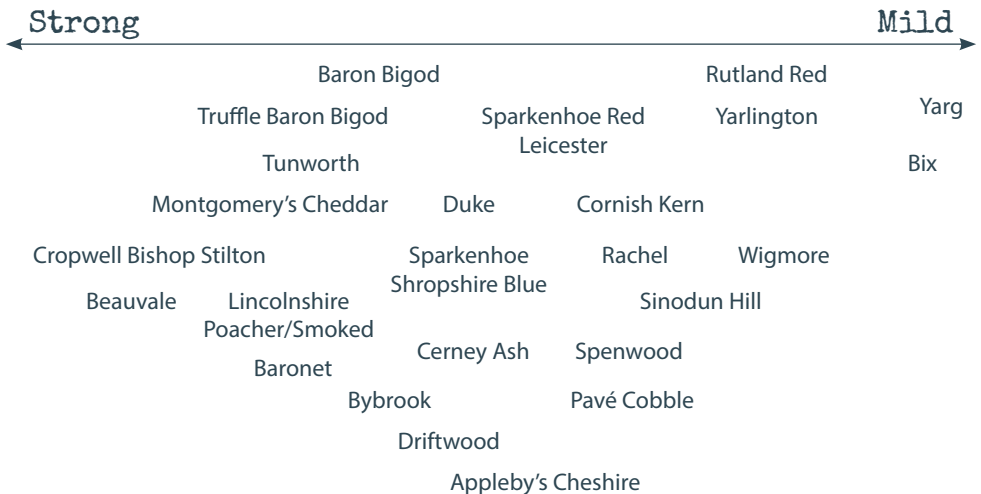 Strong Mild
Baron Bigod Rutland Red
Yarg
Truffle Baron Bigod Sparkenhoe Red Yarlington
Leicester
Tunworth Bix
Montgomery’s Cheddar Duke Cornish Kern
Cropwell Bishop Stilton Sparkenhoe Rachel Wigmore
Shropshire Blue
Beauvale Lincolnshire Sinodun Hill
Poacher/Smoked
Cerney Ash Spenwood
Baronet
Bybrook Pavé Cobble
Driftwood
Appleby’s Cheshire